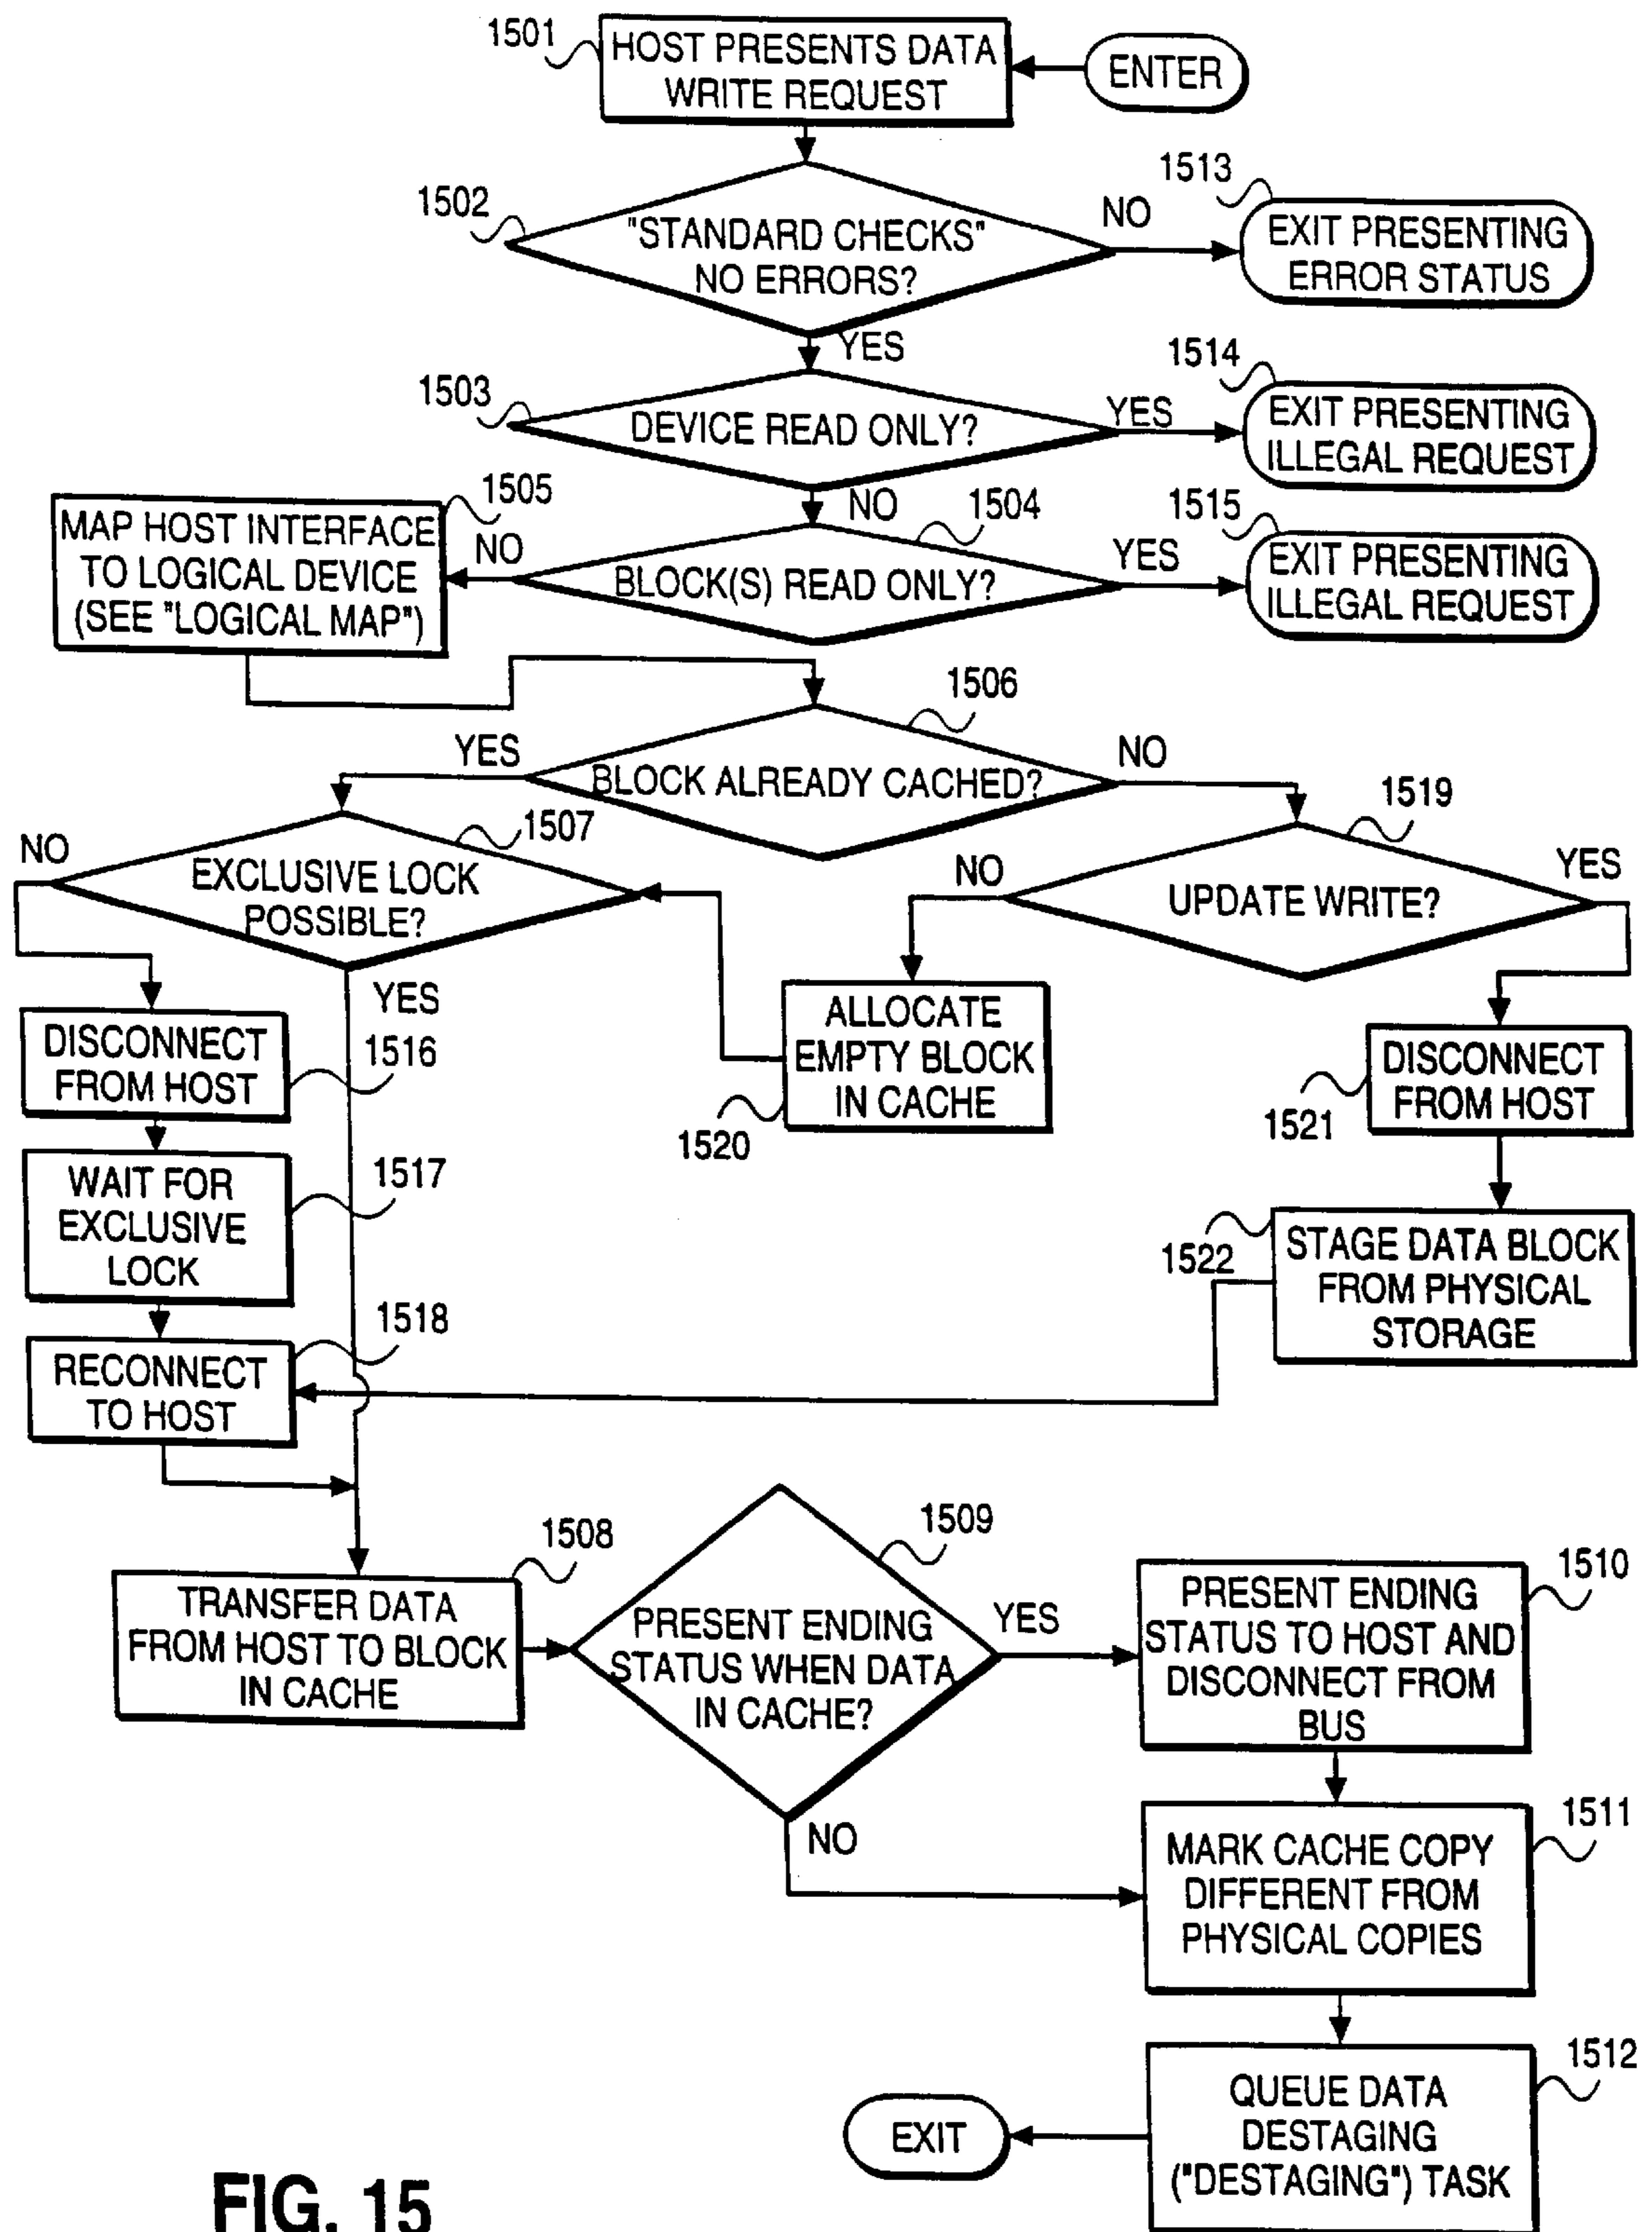 1501
HOST PRESENTS DATA
WRITE REQUEST
ENTER
1502
"STANDARD CHECKS"
NO ERRORS?
NO
1513
EXIT PRESENTING
ERROR STATUS
YES
1503
DEVICE READ ONLY?
YES
1514
EXIT PRESENTING
ILLEGAL REQUEST
NO
1504
BLOCK(S) READ ONLY?
YES
1515
EXIT PRESENTING
ILLEGAL REQUEST
NO
1505
MAP HOST INTERFACE
TO LOGICAL DEVICE
(SEE "LOGICAL MAP")
1506
BLOCK ALREADY CACHED?
YES
NO
1507
EXCLUSIVE LOCK
POSSIBLE?
NO
YES
1519
UPDATE WRITE?
NO
YES
DISCONNECT
FROM HOST
1516
WAIT FOR
EXCLUSIVE
LOCK
1517
RECONNECT
TO HOST
1518
ALLOCATE
EMPTY BLOCK
IN CACHE
1520
DISCONNECT
FROM HOST
1521
STAGE DATA BLOCK
FROM PHYSICAL
STORAGE
1522
1508
TRANSFER DATA
FROM HOST TO BLOCK
IN CACHE
1509
PRESENT ENDING
STATUS WHEN DATA
IN CACHE?
YES
NO
1510
PRESENT ENDING
STATUS TO HOST AND
DISCONNECT FROM
BUS
1511
MARK CACHE COPY
DIFFERENT FROM
PHYSICAL COPIES
1512
QUEUE DATA
DESTAGING
("DESTAGING") TASK
EXIT
FIG. 15